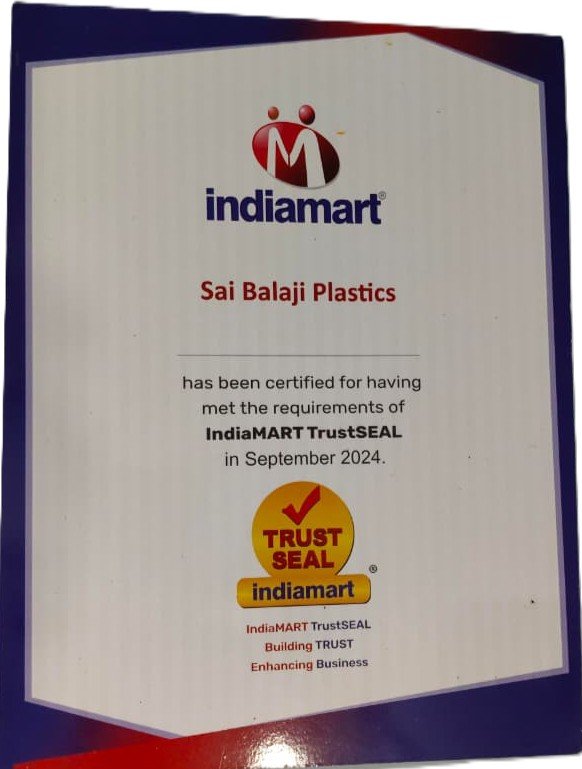 indiamart®
Sai Balaji Plastics
has been certified for having
met the requirements of
IndiaMART TrustSEAL
in September 2024.
TRUST
SEAL
indiamart®
IndiaMART TrustSEAL
Building TRUST
Enhancing Business